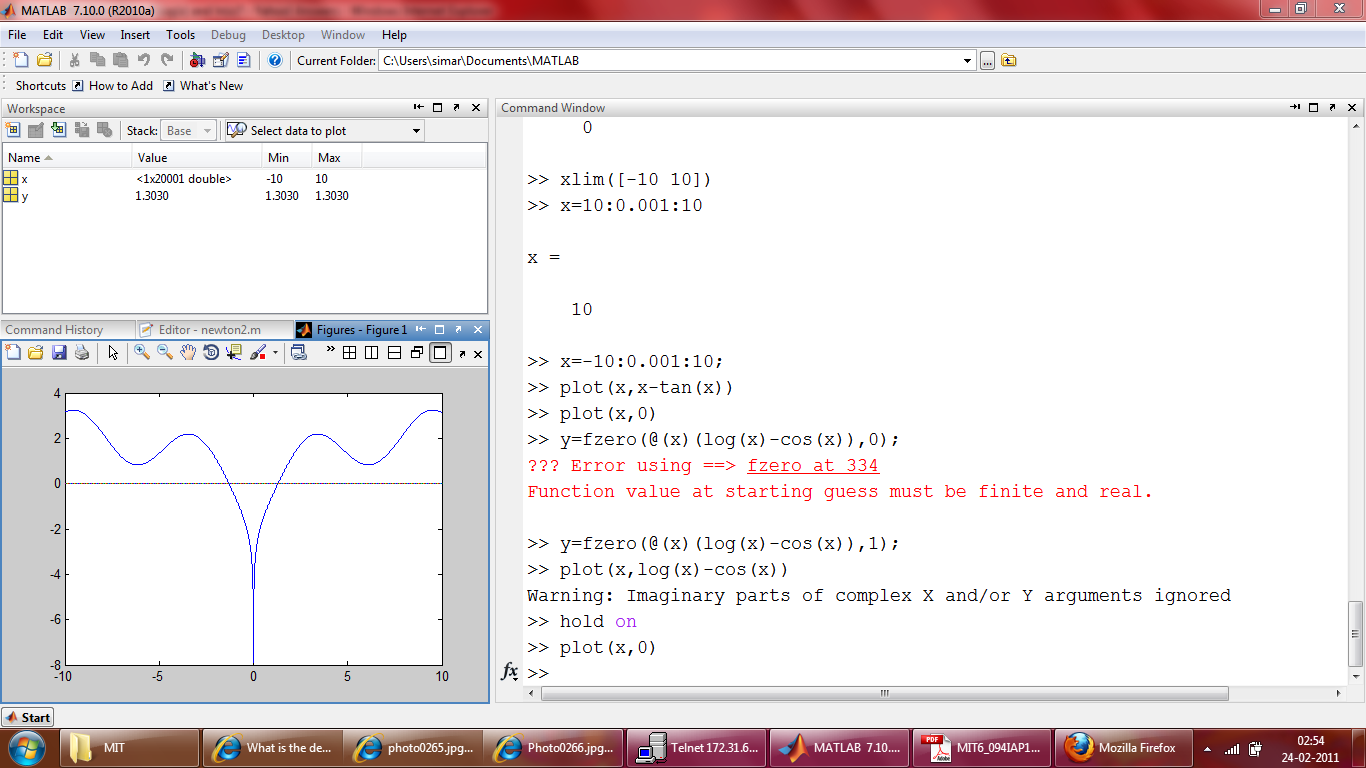 MATLAB 7.10.0 (R2010a)
File Edit View Insert Tools Debug Desktop Window Help
Current Folder: C:\Users\simar\Documents\MATLAB
Shortcuts How to Add What's New
Workspace
Stack: Base Select data to plot
Name Value Min Max
x <1x20001 double> -10 10
y 1.3030 1.3030 1.3030
Command History Editor - newton2.m Figures - Figure 1
4
2
0
-2
-4
-6
-8
-10 -5 0 5 10
Command Window
0
>> xlim([-10 10])
>> x=10:0.001:10
x =
10
>> x=-10:0.001:10;
>> plot(x,x-tan(x))
>> plot(x,0)
>> y=fzero(@(x)(log(x)-cos(x)),0);
??? Error using ==> fzero at 334
Function value at starting guess must be finite and real.
>> y=fzero(@(x)(log(x)-cos(x)),1);
>> plot(x,log(x)-cos(x))
Warning: Imaginary parts of complex X and/or Y arguments ignored
>> hold on
>> plot(x,0)
fx >>
Start
MIT What is the de... photo0265.jpg... Photo0266.jpg... Telnet 172.31.6... MATLAB 7.10.... PDF MIT6_094IAP1... Mozilla Firefox
02:54
24-02-2011